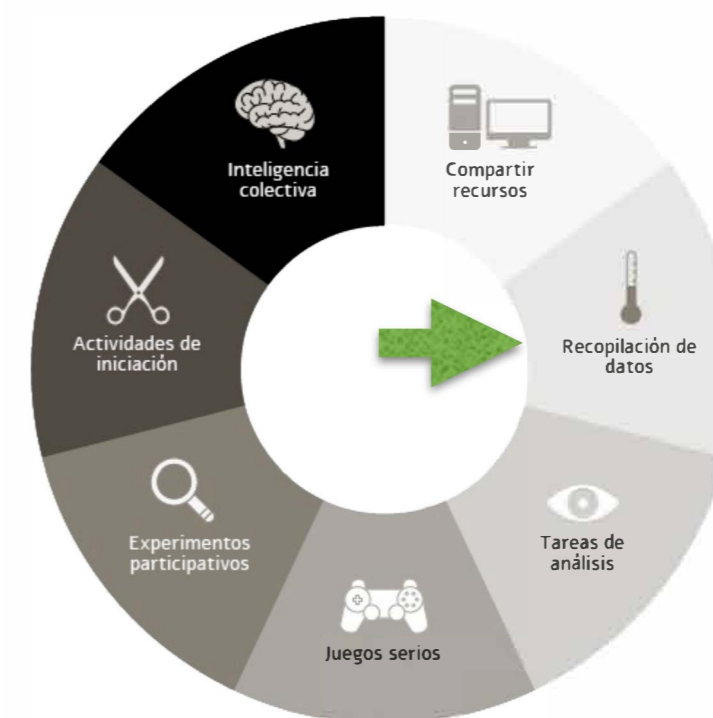 Inteligencia
colectiva
Compartir
recursos
Recopilación de
datos
Tareas de
análisis
Juegos serios
Experimentos
participativos
Actividades de
iniciación